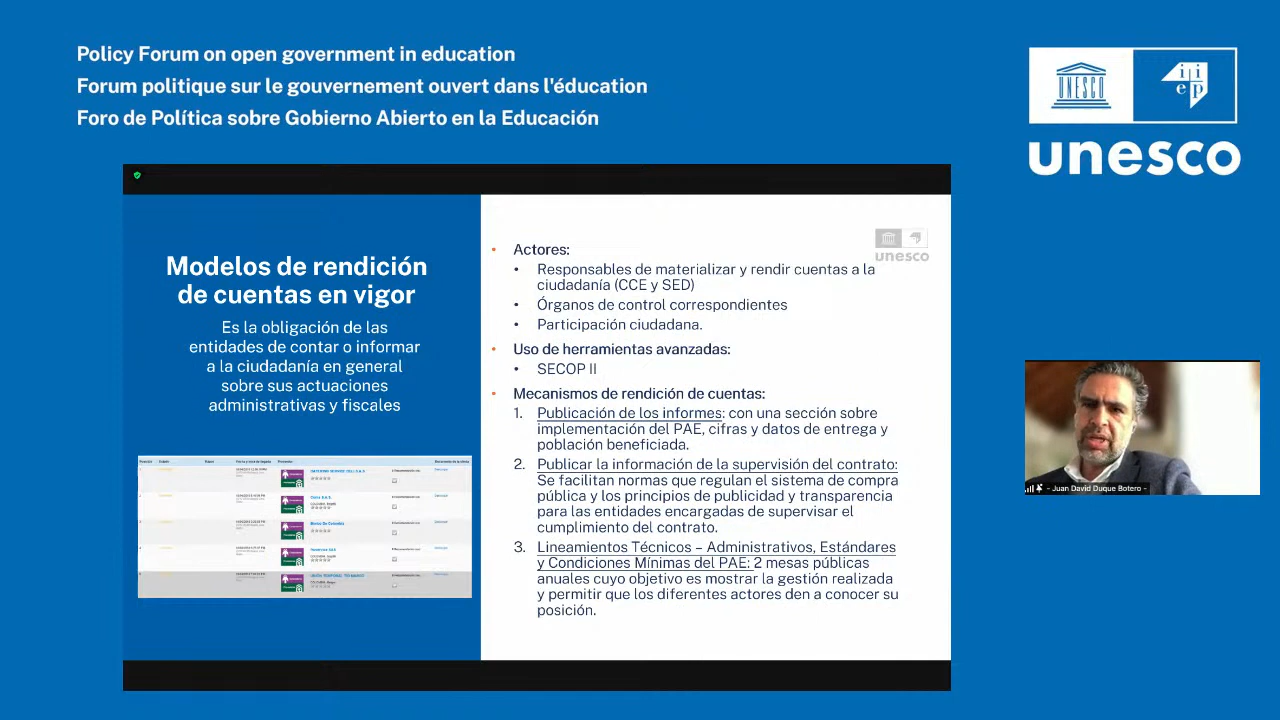 Policy Forum on open government in education
Forum politique sur le gouvernement ouvert dans l'éducation
Foro de Política sobre Gobierno Abierto en la Educación
UNESCO
iiep
unesco
Modelos de rendición
de cuentas en vigor
Es la obligación de las
entidades de contar o informar
a la ciudadanía en general
sobre sus actuaciones
administrativas y fiscales
unesco
• Actores:
• Responsables de materializar y rendir cuentas a la
ciudadanía (CCE y SED)
• Órganos de control correspondientes
• Participación ciudadana.
• Uso de herramientas avanzadas:
• SECOP II
• Mecanismos de rendición de cuentas:
1. Publicación de los informes: con una sección sobre
implementación del PAE, cifras y datos de entrega y
población beneficiada.
2. Publicar la información de la supervisión del contrato:
Se facilitan normas que regulan el sistema de compra
pública y los principios de publicidad y transparencia
para las entidades encargadas de supervisar el
cumplimiento del contrato.
3. Lineamientos Técnicos – Administrativos, Estándares
y Condiciones Mínimas del PAE: 2 mesas públicas
anuales cuyo objetivo es mostrar la gestión realizada
y permitir que los diferentes actores den a conocer su
posición.
- Juan David Duque Botero -